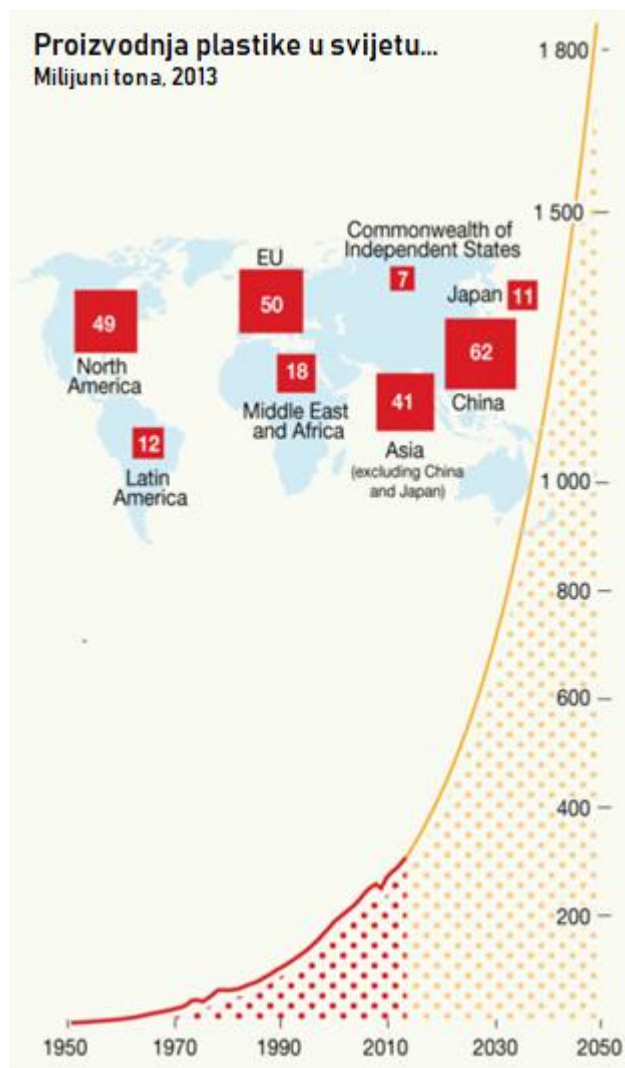 Proizvodnja plastike u svijetu...
Milijuni tona, 2013
1 800
1 500
Commonwealth of
Independent States
7
EU
50
Japan
11
49
North
America
62
China
18
Middle East
and Africa
41
Asia
(excluding China
and Japan)
12
Latin
America
1 000
800
600
400
200
1950
1970
1990
2010
2030
2050